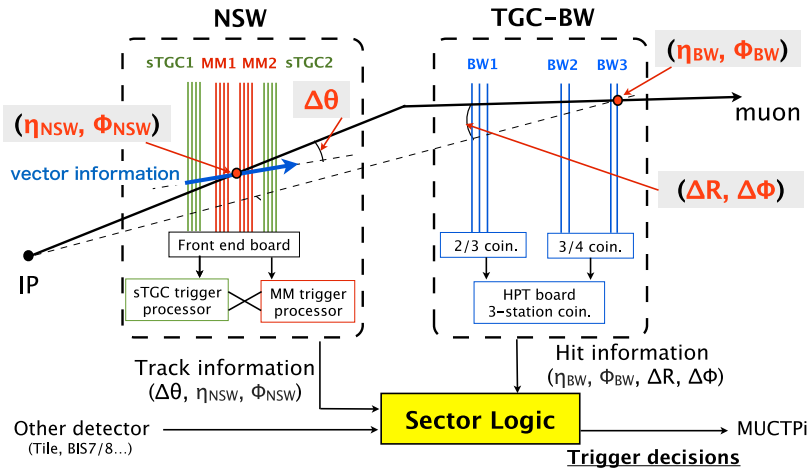 NSW
TGC-BW
sTGC1 MM1 MM2 sTGC2
BW1 BW2 BW3
(ηBW, ΦBW)
Δθ
(ηNSW, ΦNSW)
muon
vector information
(ΔR, ΔΦ)
IP
Front end board
2/3 coin.
3/4 coin.
sTGC trigger
processor
MM trigger
processor
HPT board
3-station coin.
Track information
(Δθ, ηNSW, ΦNSW)
Hit information
(ηBW, ΦBW, ΔR, ΔΦ)
Sector Logic
Other detector
(Tile, BIS7/8...)
MUCTPi
Trigger decisions